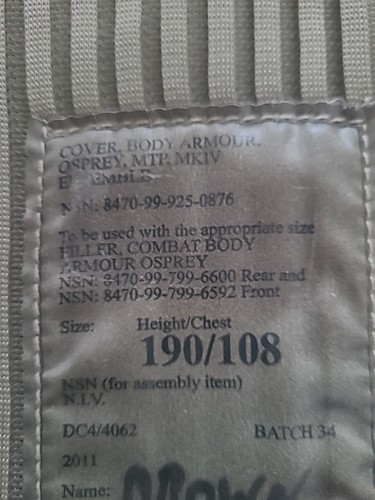 COVER, BODY ARMOUR,
OSPREY, MTP, MKIV
NSN: 8470-99-925-0876
To be used with the appropriate size
FILLER, COMBAT BODY
ARMOUR OSPREY
NSN: 8470-99-799-6600 Rear and
NSN: 8470-99-799-6592 Front
Size: Height/Chest
190/108
NSN (for assembly item)
N.I.V.
DC4/4062 BATCH 34
2011
Name: